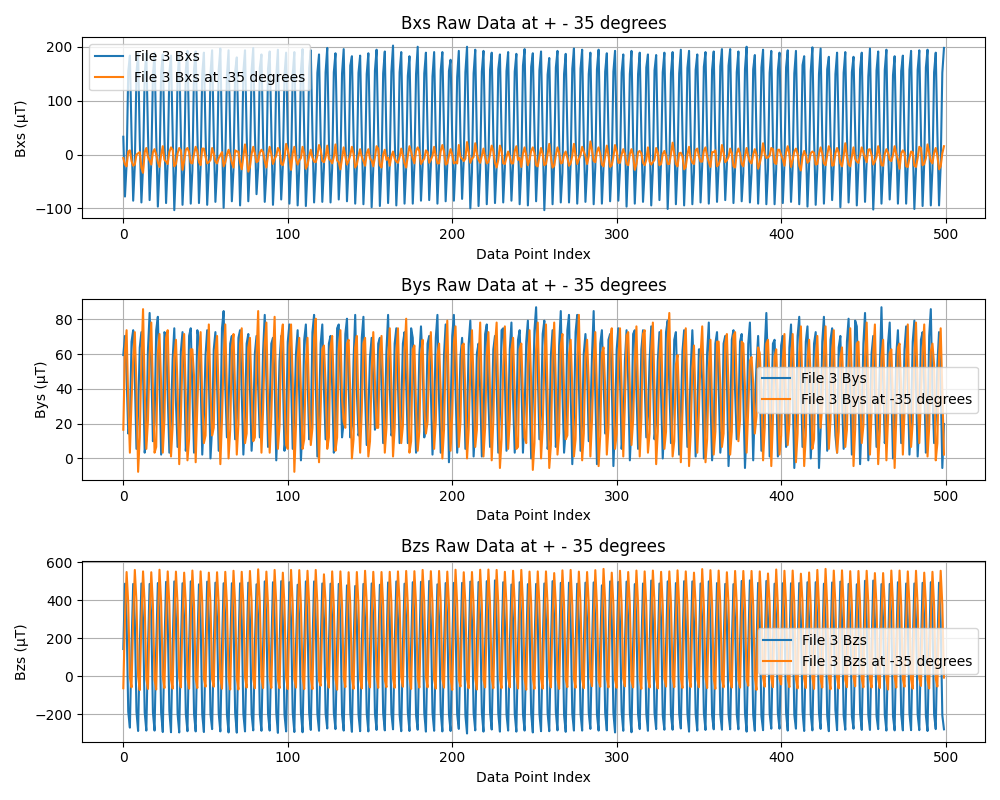 Bxs Raw Data at + - 35 degrees
200
100
0
−100
Bxs (μT)
File 3 Bxs
File 3 Bxs at -35 degrees
0 100 200 300 400 500
Data Point Index
Bys Raw Data at + - 35 degrees
80
60
40
20
0
Bys (μT)
File 3 Bys
File 3 Bys at -35 degrees
0 100 200 300 400 500
Data Point Index
Bzs Raw Data at + - 35 degrees
600
400
200
0
−200
Bzs (μT)
File 3 Bzs
File 3 Bzs at -35 degrees
0 100 200 300 400 500
Data Point Index